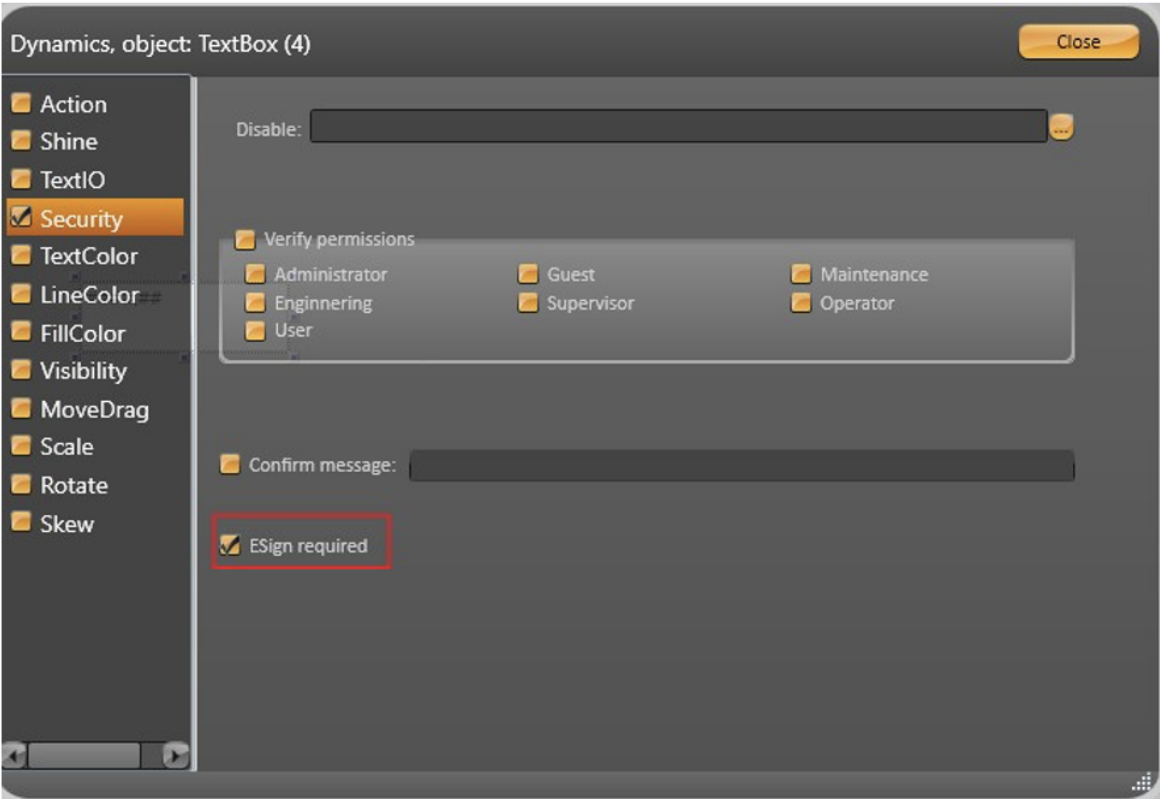 Dynamics, object: TextBox (4)
Close
Action
Shine
TextIO
Security
TextColor
LineColor
FillColor
Visibility
MoveDrag
Scale
Rotate
Skew
Disable:
...
Verify permissions
Administrator Guest Maintenance
Enginnering Supervisor Operator
User
Confirm message:
ESign required